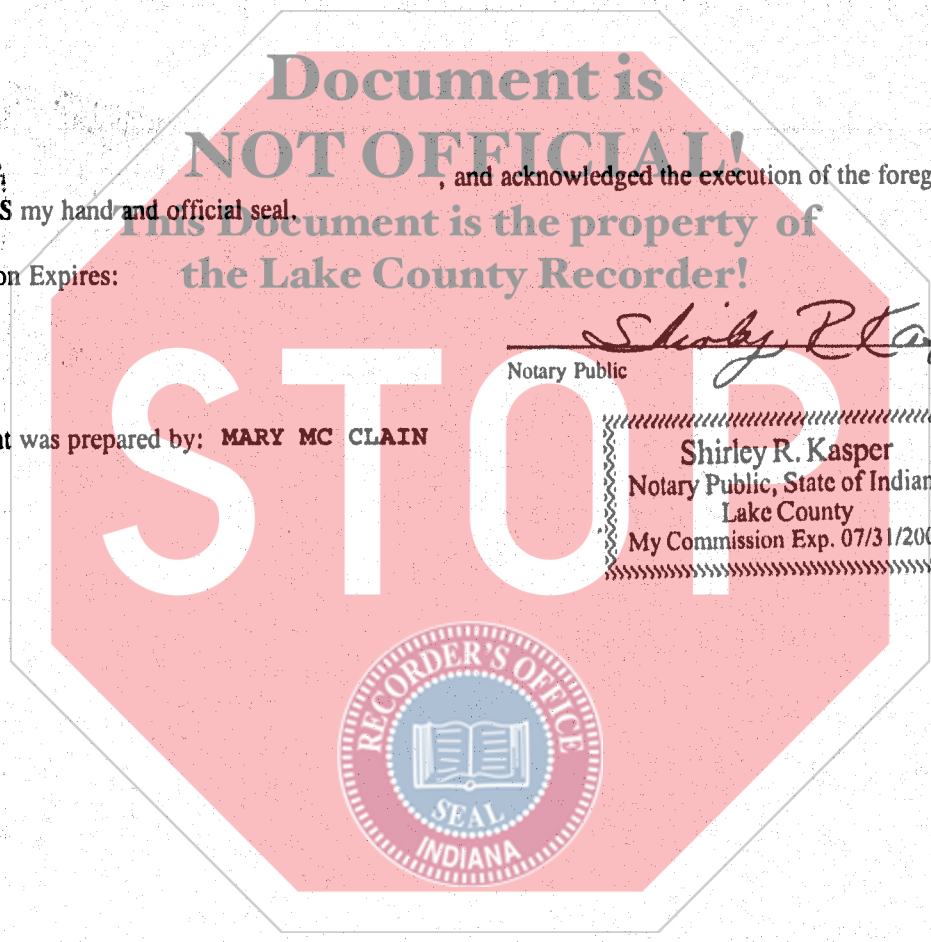 Document is
NOT OFFICIAL!
, and acknowledged the execution of the foreg
S my hand and official seal.
This Document is the property of
the Lake County Recorder!
on Expires:
Shirley R Kas
Notary Public
STOP
t was prepared by: MARY MC CLAIN
Shirley R. Kasper
Notary Public, State of Indian
Lake County
My Commission Exp. 07/31/200
RECORDER'S OFFICE
SEAL
INDIANA